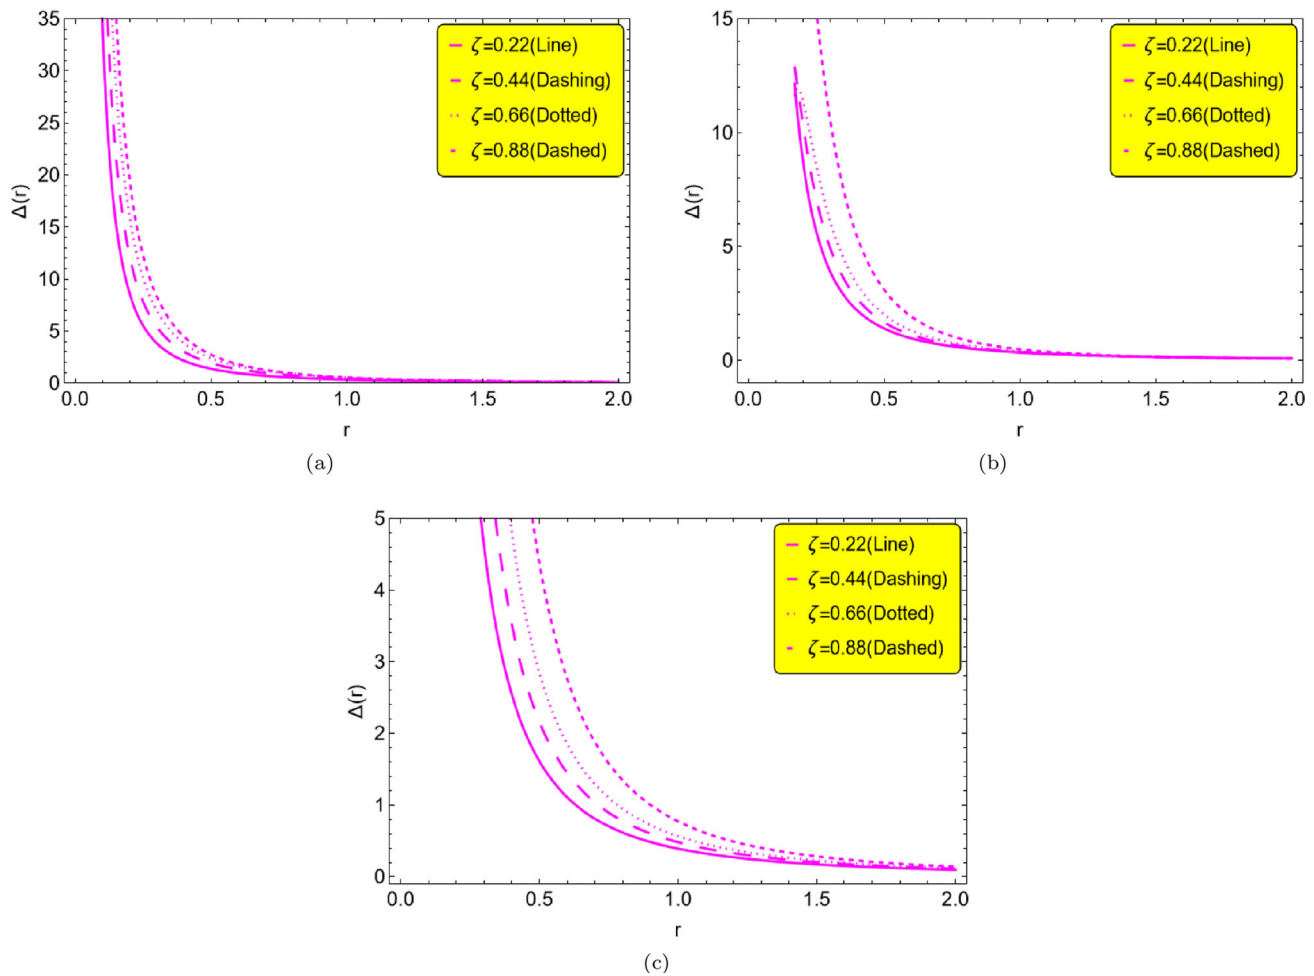 35
30
25
20
15
10
5
0
Δ(r)
ζ=0.22(Line)
ζ=0.44(Dashing)
ζ=0.66(Dotted)
ζ=0.88(Dashed)
0.0 0.5 1.0 1.5 2.0
r
(a)
15
10
5
0
Δ(r)
ζ=0.22(Line)
ζ=0.44(Dashing)
ζ=0.66(Dotted)
ζ=0.88(Dashed)
0.0 0.5 1.0 1.5 2.0
r
(b)
5
4
3
2
1
0
Δ(r)
ζ=0.22(Line)
ζ=0.44(Dashing)
ζ=0.66(Dotted)
ζ=0.88(Dashed)
0.0 0.5 1.0 1.5 2.0
r
(c)